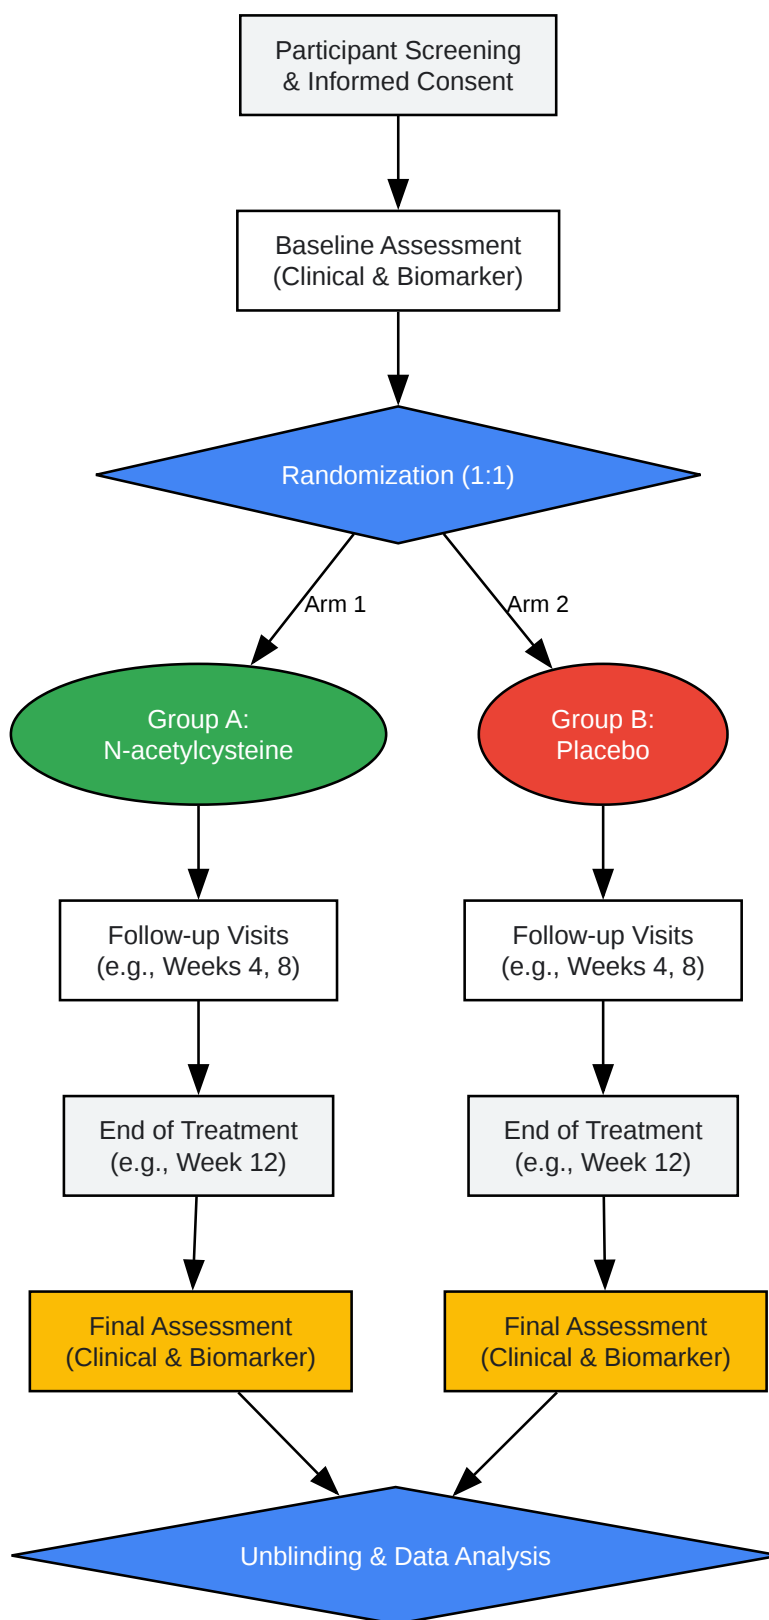 Participant Screening
& Informed Consent
Baseline Assessment
(Clinical & Biomarker)
Randomization (1:1)
Arm 1
Arm 2
Group A:
N-acetylcysteine
Group B:
Placebo
Follow-up Visits
(e.g., Weeks 4, 8)
Follow-up Visits
(e.g., Weeks 4, 8)
End of Treatment
(e.g., Week 12)
End of Treatment
(e.g., Week 12)
Final Assessment
(Clinical & Biomarker)
Final Assessment
(Clinical & Biomarker)
Unblinding & Data Analysis